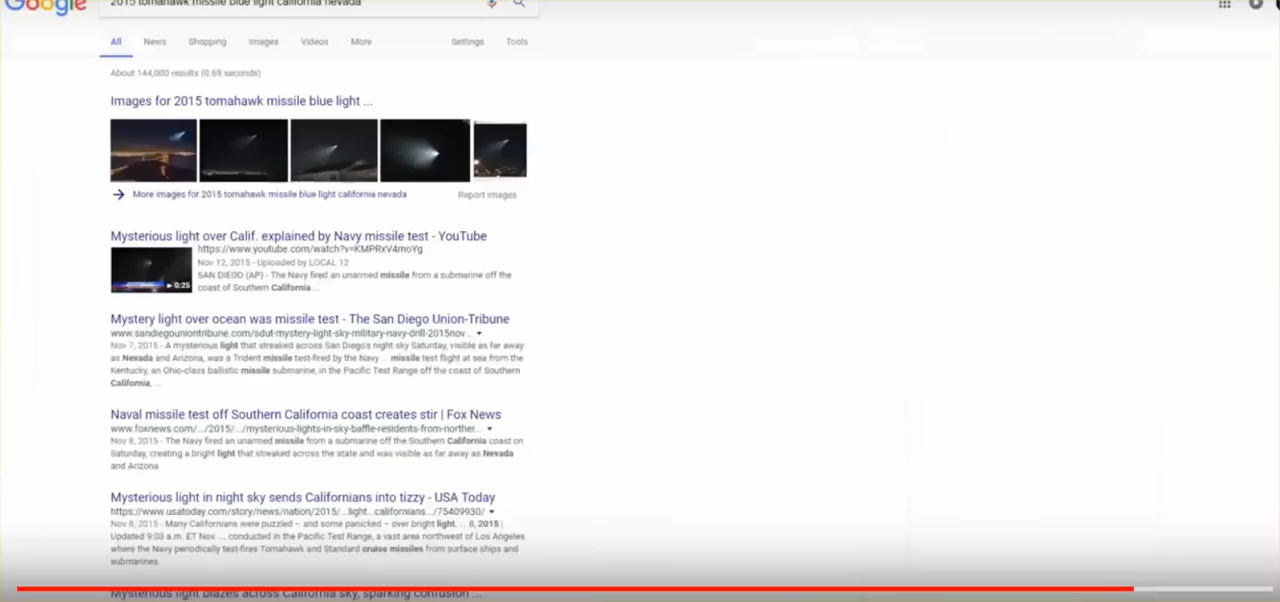 Google
2015 tomahawk missile blue light california nevada
All News Shopping Images Videos More Settings Tools
About 144,000 results (0.69 seconds)
Images for 2015 tomahawk missile blue light ...
More images for 2015 tomahawk missile blue light california nevada Report images
Mysterious light over Calif. explained by Navy missile test - YouTube
https://www.youtube.com/watch?v=KMPRxV4moYg
Nov 12, 2015 - Uploaded by LOCAL 12
SAN DIEGO (AP) - The Navy fired an unarmed missile from a submarine off the
0:25
coast of Southern California ...
Mystery light over ocean was missile test - The San Diego Union-Tribune
www.sandiegouniontribune.com/sdut-mystery-light-sky-military-navy-drill-2015nov...
Nov 7, 2015 - A mysterious light that streaked across San Diego's night sky Saturday, visible as far away
as Nevada and Arizona, was a Trident missile test-fired by the Navy ... missile test flight at sea from the
Kentucky, an Ohio-class ballistic missile submarine, in the Pacific Test Range off the coast of Southern
California, ...
Naval missile test off Southern California coast creates stir | Fox News
www.foxnews.com/.../2015/.../mysterious-lights-in-sky-baffle-residents-from-norther...
Nov 8, 2015 - The Navy fired an unarmed missile from a submarine off the Southern California coast on
Saturday, creating a bright light that streaked across the state and was visible as far away as Nevada
and Arizona
Mysterious light in night sky sends Californians into tizzy - USA Today
https://www.usatoday.com/story/news/nation/2015/...light...californians.../75409930/
Nov 8, 2015 - Many Californians were puzzled – and some panicked – over bright light. ... 8, 2015 |
Updated 9:03 a.m. ET Nov. ... conducted in the Pacific Test Range, a vast area northwest of Los Angeles
where the Navy periodically test-fires Tomahawk and Standard cruise missiles from surface ships and
submarines.
Mysterious light blazes across California sky, sparking confusion ...